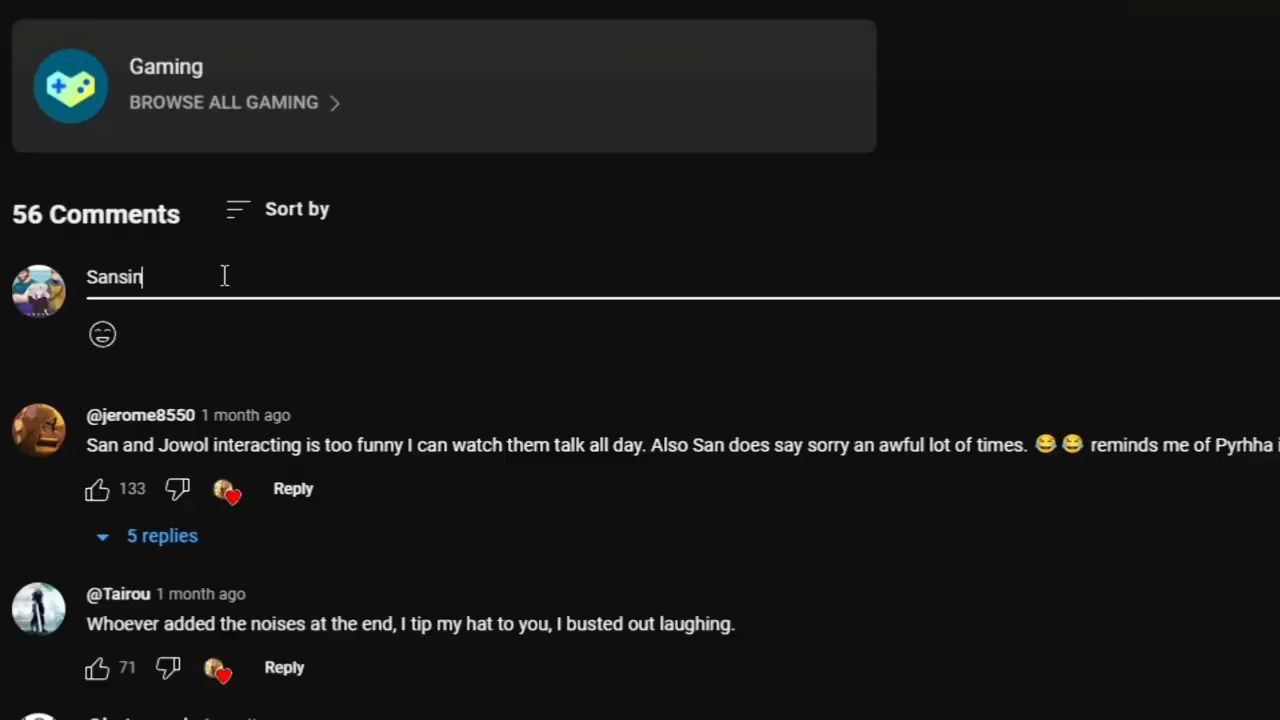 Gaming
BROWSE ALL GAMING
56 Comments
Sort by
Sansin
@jerome8550 1 month ago
San and Jowol interacting is too funny I can watch them talk all day. Also San does say sorry an awful lot of times. 😂 😂 reminds me of Pyrhha
133
Reply
5 replies
@Tairou 1 month ago
Whoever added the noises at the end, I tip my hat to you, I busted out laughing.
71
Reply